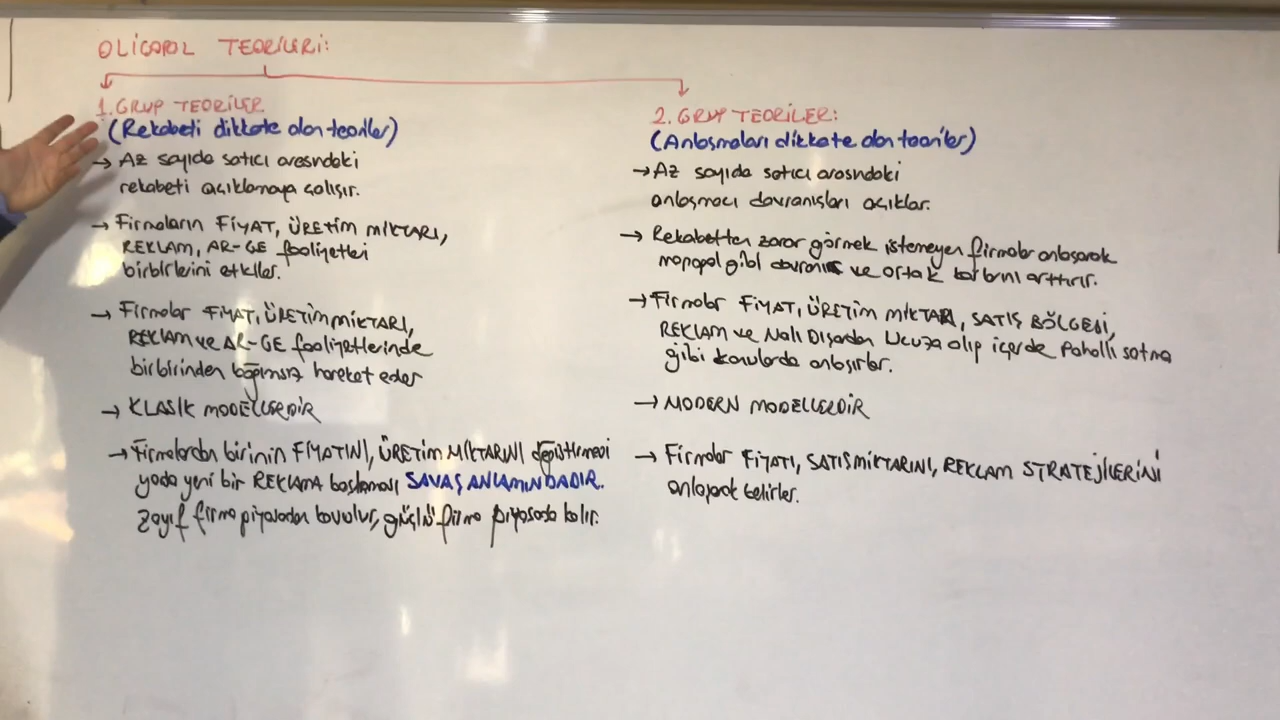 OLİGOPOL TEORİLERİ:
1. GRUP TEORİLER
(Rekabeti dikkate alan teoriler)
→ Az sayıda satıcı arasındaki
rekabeti açıklamaya çalışır.
→ Firmaların FİYAT, ÜRETİM MİKTARI,
REKLAM, AR-GE faaliyetleri
birbirlerini etkiler.
→ Firmalar FİYAT, ÜRETİM MİKTARI,
REKLAM ve AR-GE faaliyetlerinde
birbirinden bağımsız hareket eder
→ KLASİK MODELLERDİR
→ Firmalardan birinin FİYATINI, ÜRETİM MİKTARINI değiştirmesi
yada yeni bir REKLAMA başlaması SAVAŞ ANLAMINDADIR.
Zayıf firma piyasadan kovulur, güçlü firma piyasada kalır.
2. GRUP TEORİLER:
(Anlaşmaları dikkate alan teoriler)
→ Az sayıda satıcı arasındaki
anlaşmacı davranışları açıklar.
→ Rekabetten zarar görmek istemeyen firmalar anlaşarak
monopol gibi davranır ve ortak karlarını arttırır.
→ Firmalar FİYAT, ÜRETİM MİKTARI, SATIŞ BÖLGESİ,
REKLAM ve Malı Dışardan Ucuza alıp içerde Pahallı satma
gibi konularda anlaşırlar.
→ MODERN MODELLERDİR
→ Firmalar FİYATI, SATIŞ MİKTARINI, REKLAM STRATEJİLERİNİ
anlaşarak belirler.